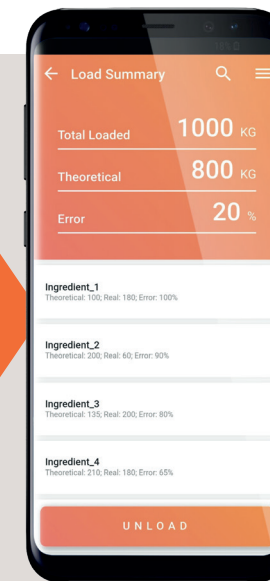 Load Summary
Total Loaded 1000 KG
Theoretical 800 KG
Error 20 %
Ingredient_1
Theoretical: 100; Real: 180; Error: 100%
Ingredient_2
Theoretical: 200; Real: 60; Error: 90%
Ingredient_3
Theoretical: 135; Real: 200; Error: 80%
Ingredient_4
Theoretical: 210; Real: 180; Error: 65%
UNLOAD